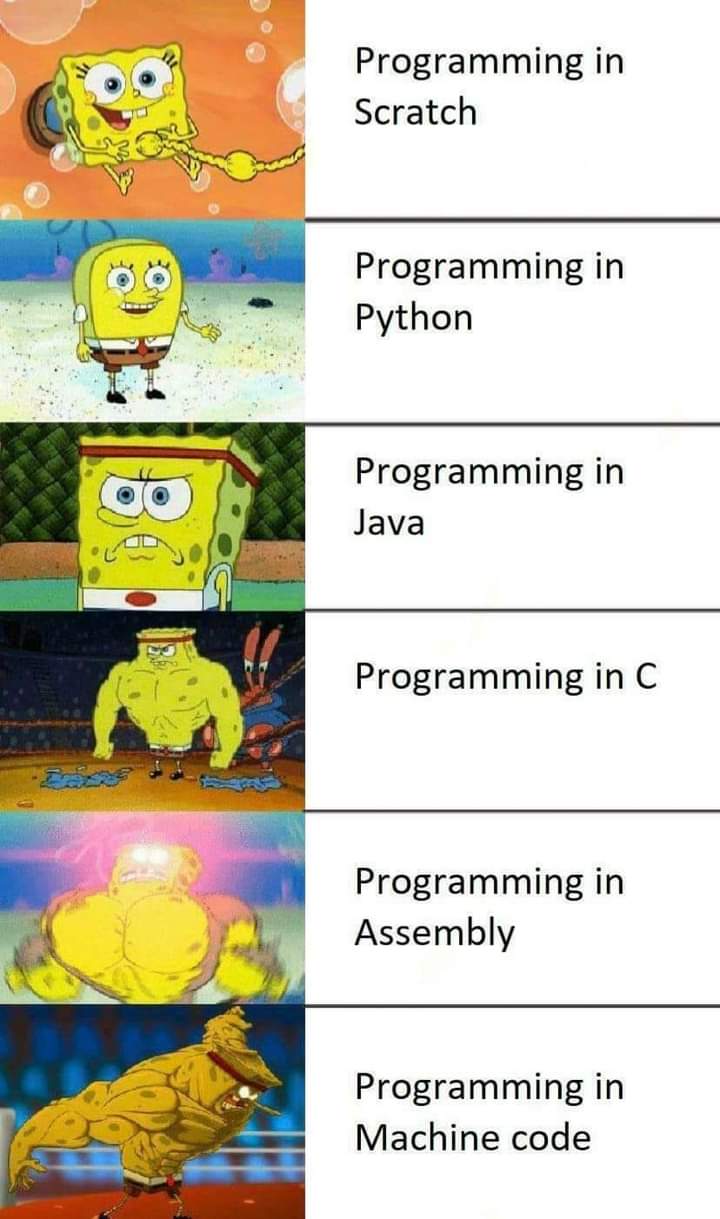 Programming in
Scratch
Programming in
Python
Programming in
Java
Programming in C
Programming in
Assembly
Programming in
Machine code